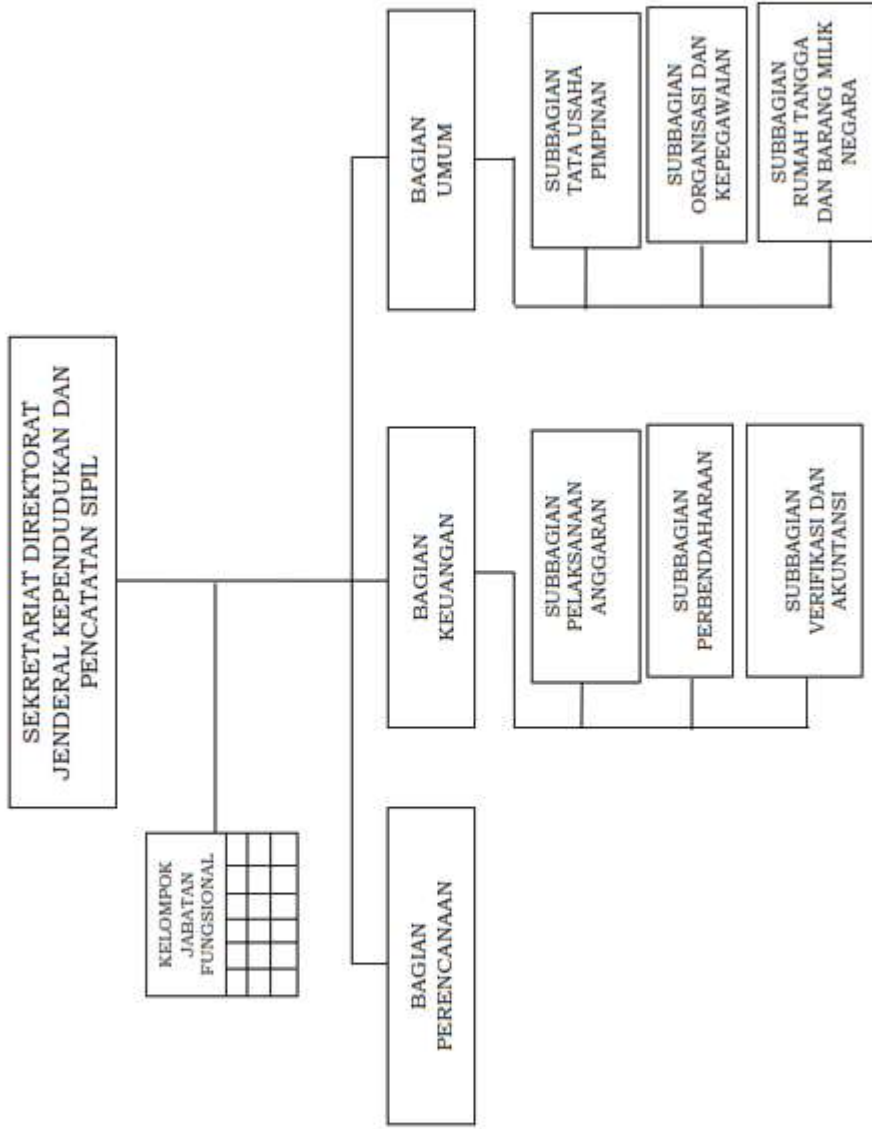 SEKRETARIAT DIREKTORAT
JENDERAL KEPENDUDUKAN DAN
PENCATATAN SIPIL
KELOMPOK
JABATAN
FUNGSIONAL
BAGIAN
PERENCANAAN
BAGIAN
KEUANGAN
SUBBAGIAN
PELAKSANAAN
ANGGARAN
SUBBAGIAN
PERBENDAHARAAN
SUBBAGIAN
VERIFIKASI DAN
AKUNTANSI
BAGIAN
UMUM
SUBBAGIAN
TATA USAHA
PIMPINAN
SUBBAGIAN
ORGANISASI DAN
KEPEGAWAIAN
SUBBAGIAN
RUMAH TANGGA
DAN BARANG MILIK
NEGARA